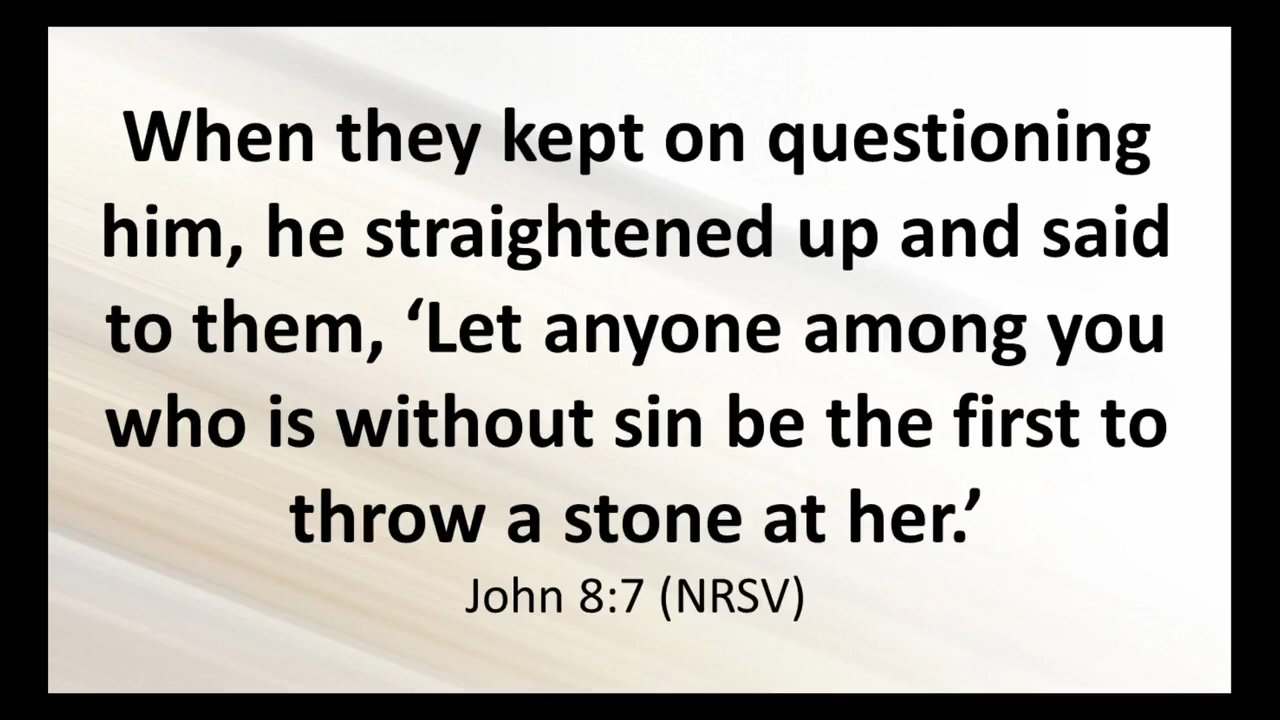 When they kept on questioning
him, he straightened up and said
to them, ‘Let anyone among you
who is without sin be the first to
throw a stone at her.’
John 8:7 (NRSV)